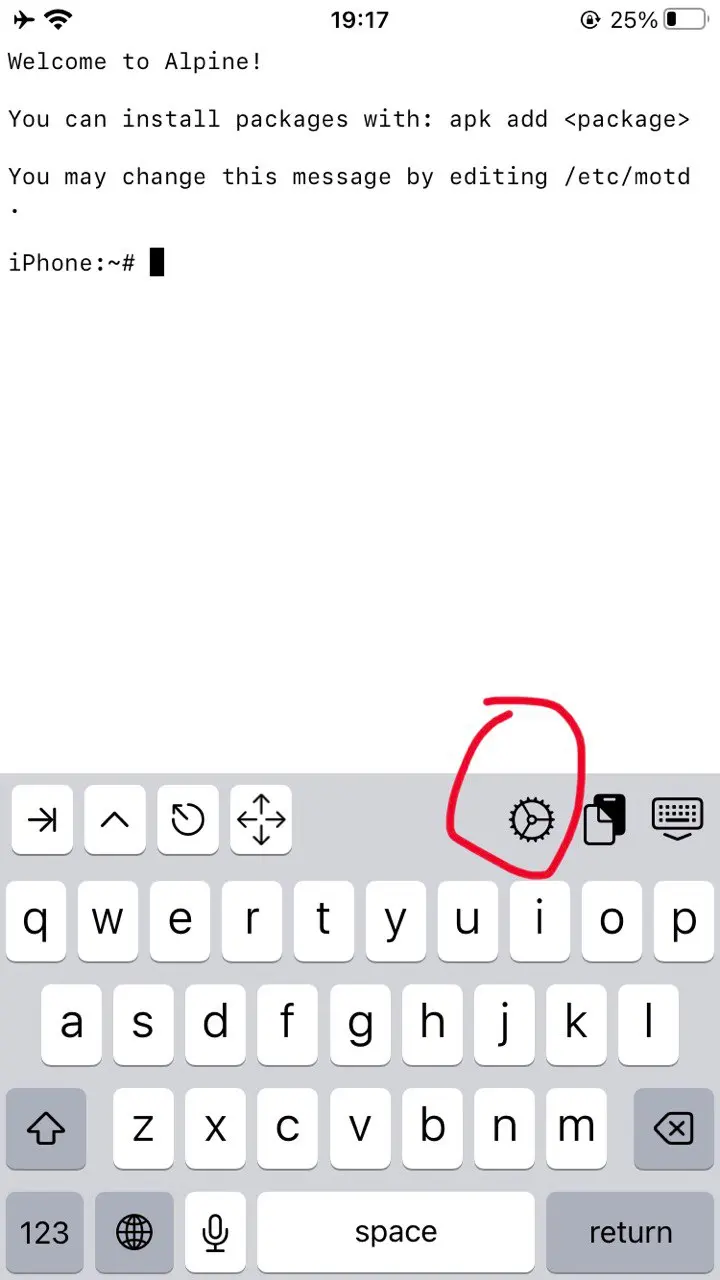 19:17
25%
Welcome to Alpine!
You can install packages with: apk add <package>
You may change this message by editing /etc/motd
.
iPhone:~#
q w e r t y u i o p
a s d f g h j k l
z x c v b n m
123 space return